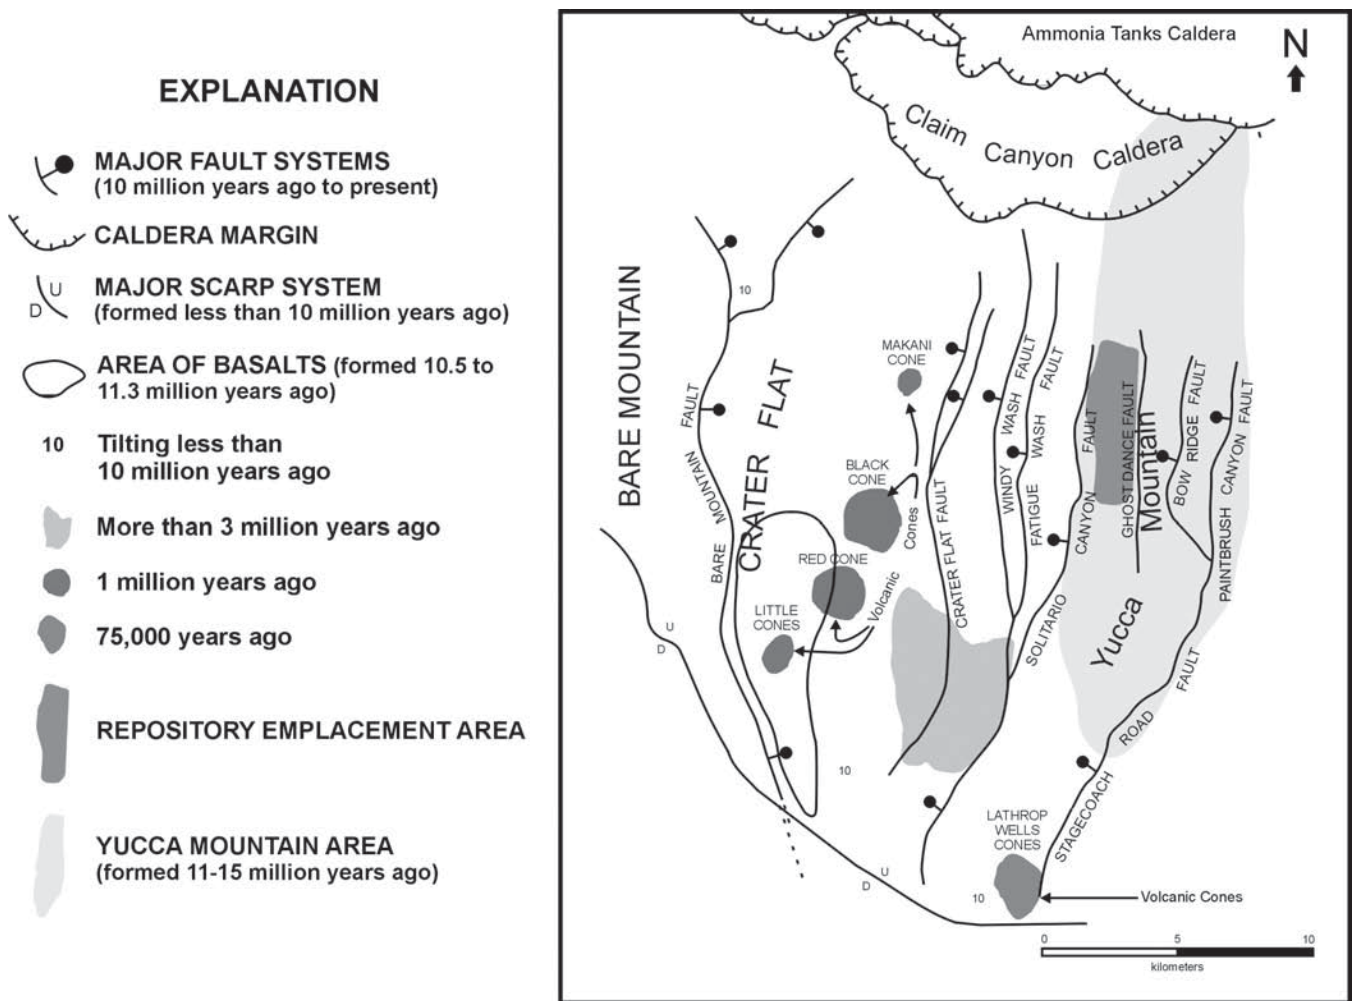 EXPLANATION
MAJOR FAULT SYSTEMS
(10 million years ago to present)
CALDERA MARGIN
U
D
MAJOR SCARP SYSTEM
(formed less than 10 million years ago)
AREA OF BASALTS (formed 10.5 to
11.3 million years ago)
10
Tilting less than
10 million years ago
More than 3 million years ago
1 million years ago
75,000 years ago
REPOSITORY EMPLACEMENT AREA
YUCCA MOUNTAIN AREA
(formed 11-15 million years ago)
Ammonia Tanks Caldera
N
Claim Canyon Caldera
BARE MOUNTAIN
10
CRATER FLAT
BARE MOUNTAIN FAULT
MAKANI
CONE
BLACK
CONE
RED CONE
LITTLE
CONES
Volcanic Cones
CRATER FLAT FAULT
WINDY WASH FAULT
FATIGUE WASH FAULT
SOLITARIO CANYON FAULT
GHOST DANCE FAULT
Yucca Mountain
BOW RIDGE FAULT
PAINTBRUSH CANYON FAULT
STAGECOACH ROAD FAULT
U
D
10
U
D
LATHROP
WELLS
CONES
10
Volcanic Cones
0 5 10
kilometers